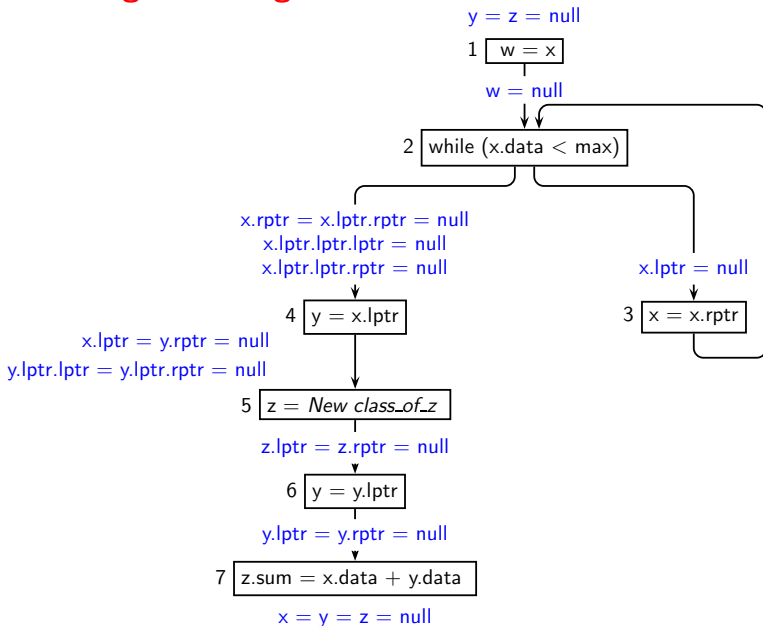 y = z = null
1 w = x
w = null
2 while (x.data < max)
x.rptr = x.lptr.rptr = null
x.lptr.lptr.lptr = null
x.lptr.lptr.rptr = null
x.lptr = null
4 y = x.lptr
3 x = x.rptr
x.lptr = y.rptr = null
y.lptr.lptr = y.lptr.rptr = null
5 z = New class_of_z
z.lptr = z.rptr = null
6 y = y.lptr
y.lptr = y.rptr = null
7 z.sum = x.data + y.data
x = y = z = null